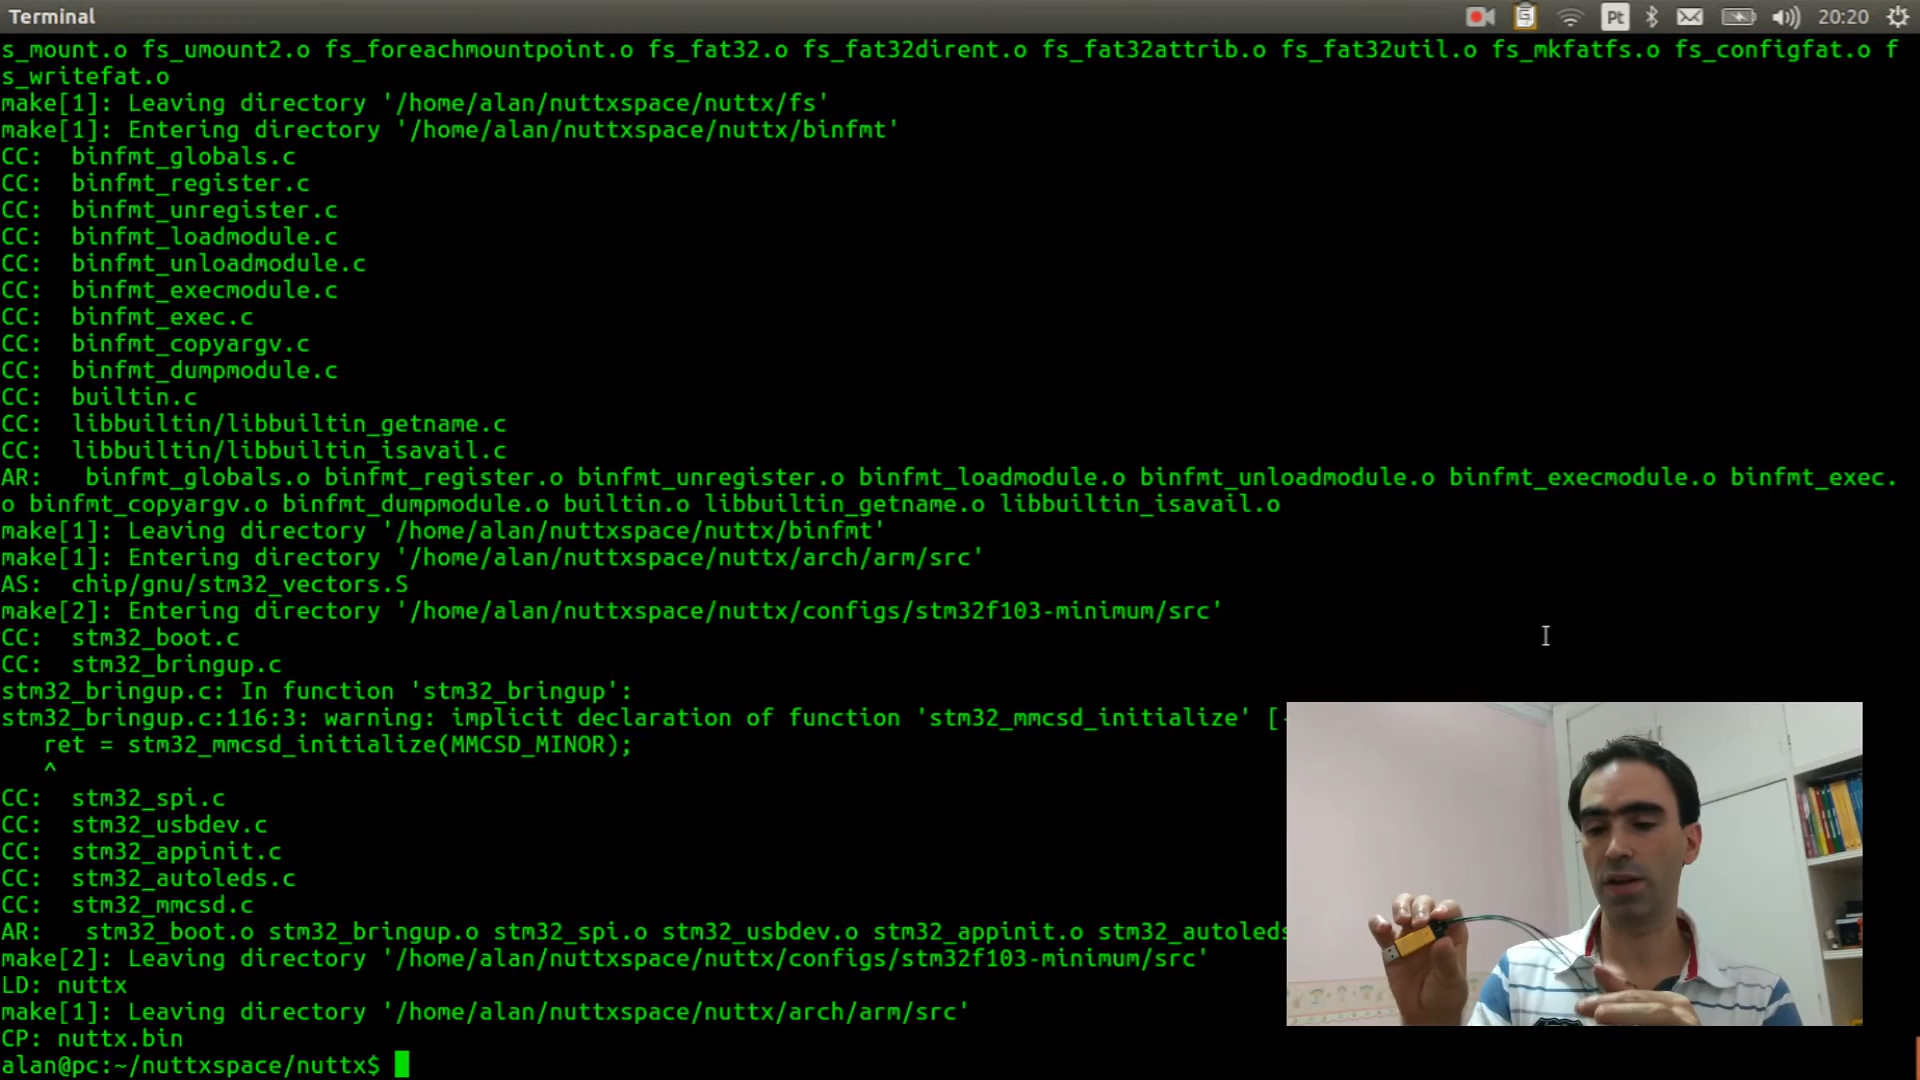 Terminal
Pt
20:20
s_mount.o fs_umount2.o fs_foreachmountpoint.o fs_fat32.o fs_fat32dirent.o fs_fat32attrib.o fs_fat32util.o fs_mkfatfs.o fs_configfat.o f
s_writefat.o
make[1]: Leaving directory '/home/alan/nuttxspace/nuttx/fs'
make[1]: Entering directory '/home/alan/nuttxspace/nuttx/binfmt'
CC:  binfmt_globals.c
CC:  binfmt_register.c
CC:  binfmt_unregister.c
CC:  binfmt_loadmodule.c
CC:  binfmt_unloadmodule.c
CC:  binfmt_execmodule.c
CC:  binfmt_exec.c
CC:  binfmt_copyargv.c
CC:  binfmt_dumpmodule.c
CC:  builtin.c
CC:  libbuiltin/libbuiltin_getname.c
CC:  libbuiltin/libbuiltin_isavail.c
AR:   binfmt_globals.o binfmt_register.o binfmt_unregister.o binfmt_loadmodule.o binfmt_unloadmodule.o binfmt_execmodule.o binfmt_exec.
o binfmt_copyargv.o binfmt_dumpmodule.o builtin.o libbuiltin_getname.o libbuiltin_isavail.o
make[1]: Leaving directory '/home/alan/nuttxspace/nuttx/binfmt'
make[1]: Entering directory '/home/alan/nuttxspace/nuttx/arch/arm/src'
AS:  chip/gnu/stm32_vectors.S
make[2]: Entering directory '/home/alan/nuttxspace/nuttx/configs/stm32f103-minimum/src'
CC:  stm32_boot.c
CC:  stm32_bringup.c
stm32_bringup.c: In function 'stm32_bringup':
stm32_bringup.c:116:3: warning: implicit declaration of function 'stm32_mmcsd_initialize' [-
   ret = stm32_mmcsd_initialize(MMCSD_MINOR);
   ^
CC:  stm32_spi.c
CC:  stm32_usbdev.c
CC:  stm32_appinit.c
CC:  stm32_autoleds.c
CC:  stm32_mmcsd.c
AR:   stm32_boot.o stm32_bringup.o stm32_spi.o stm32_usbdev.o stm32_appinit.o stm32_autoleds
make[2]: Leaving directory '/home/alan/nuttxspace/nuttx/configs/stm32f103-minimum/src'
LD: nuttx
make[1]: Leaving directory '/home/alan/nuttxspace/nuttx/arch/arm/src'
CP: nuttx.bin
alan@pc:~/nuttxspace/nuttx$